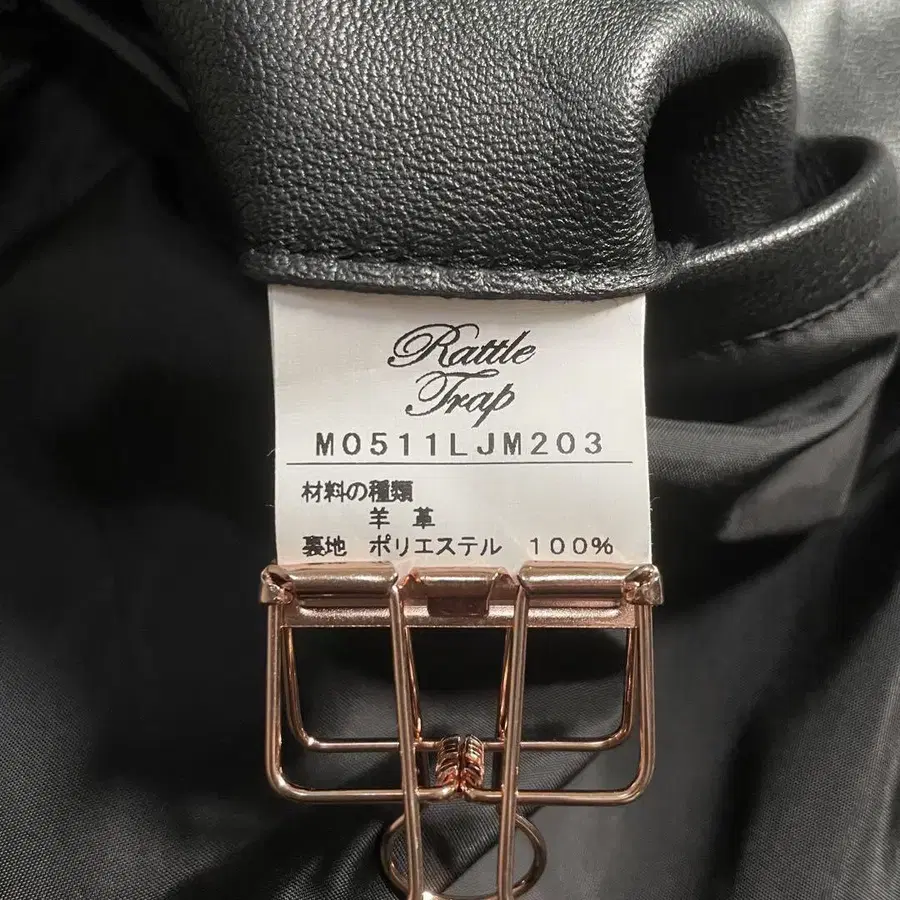 Rattle
Trap
M0511LJM203
材料の種類
羊 革
裏地 ポリエステル 100%